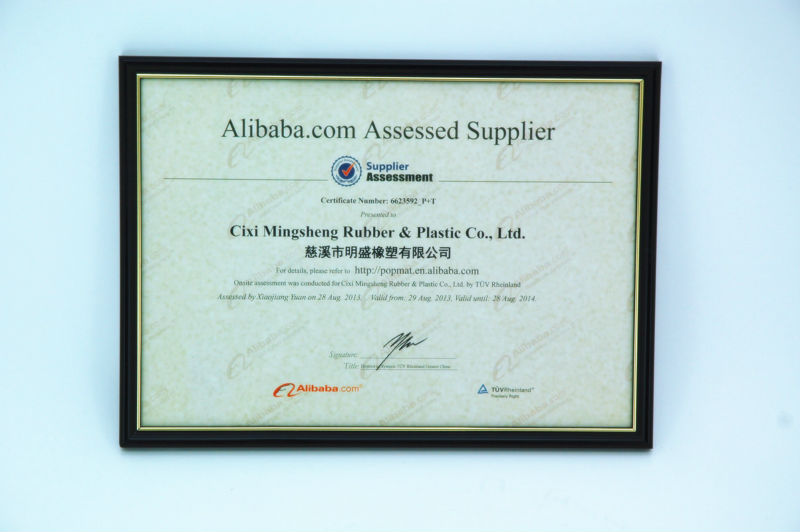 Alibaba.com Assessed Supplier
Supplier
Assessment
Certificate Number: 6623592_P+T
Presented to
Cixi Mingsheng Rubber & Plastic Co., Ltd.
慈溪市明盛橡塑有限公司
For details, please refer to http://popmat.en.alibaba.com
Onsite assessment was conducted for Cixi Mingsheng Rubber & Plastic Co., Ltd. by TÜV Rheinland
Assessed by Xiaojiang Yuan on 28 Aug. 2013. Valid from: 29 Aug. 2013, Valid until: 28 Aug. 2014.
Signature:
Title: TÜV Rheinland Greater China
Alibaba.com®
TÜVRheinland®
Precisely Right.